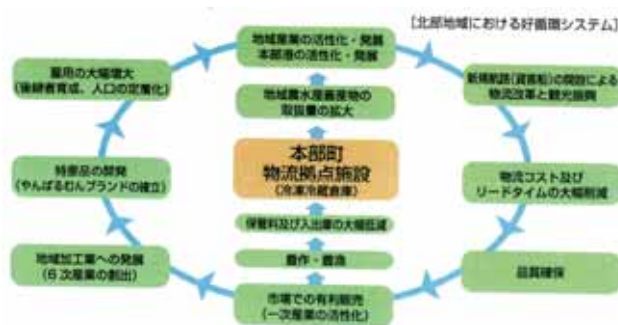 [北部地域における好循環システム]
地域産業の活性化・発展
本部港の活性化・発展
新規航路(貨客船)の開設による
物流改革と観光振興
物流コスト及び
リードタイムの大幅削減
品質確保
市場での有利販売
(一次産業の活性化)
地域加工業への発展
(6次産業の創出)
特産品の開発
(やんばるむんブランドの確立)
雇用の大幅増大
(後継者育成、人口の定着化)
地域農水産畜産物の
取扱量の拡大
本部町
物流拠点施設
(冷凍冷蔵倉庫)
保管料及び入出庫の大幅低減
豊作・豊漁